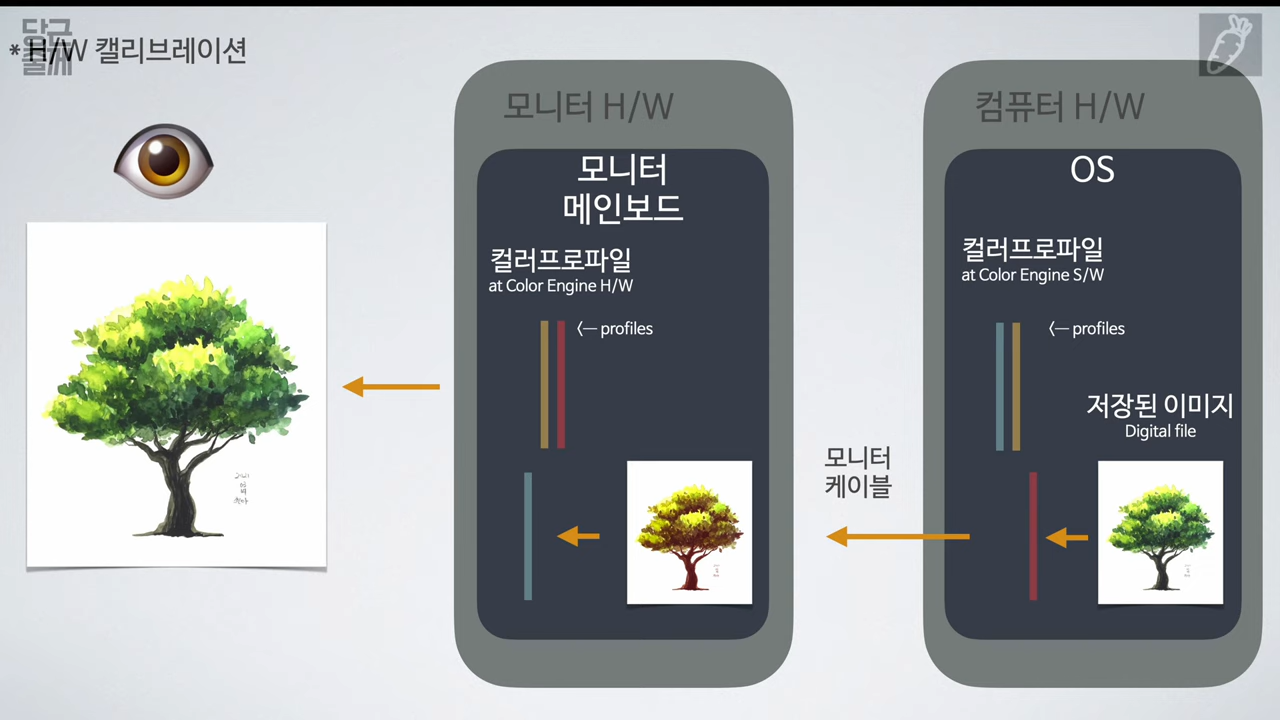 당근
* H/W 캘리브레이션
모니터 H/W
모니터
메인보드
컬러프로파일
at Color Engine H/W
<— profiles
모니터
케이블
컴퓨터 H/W
OS
컬러프로파일
at Color Engine S/W
<— profiles
저장된 이미지
Digital file